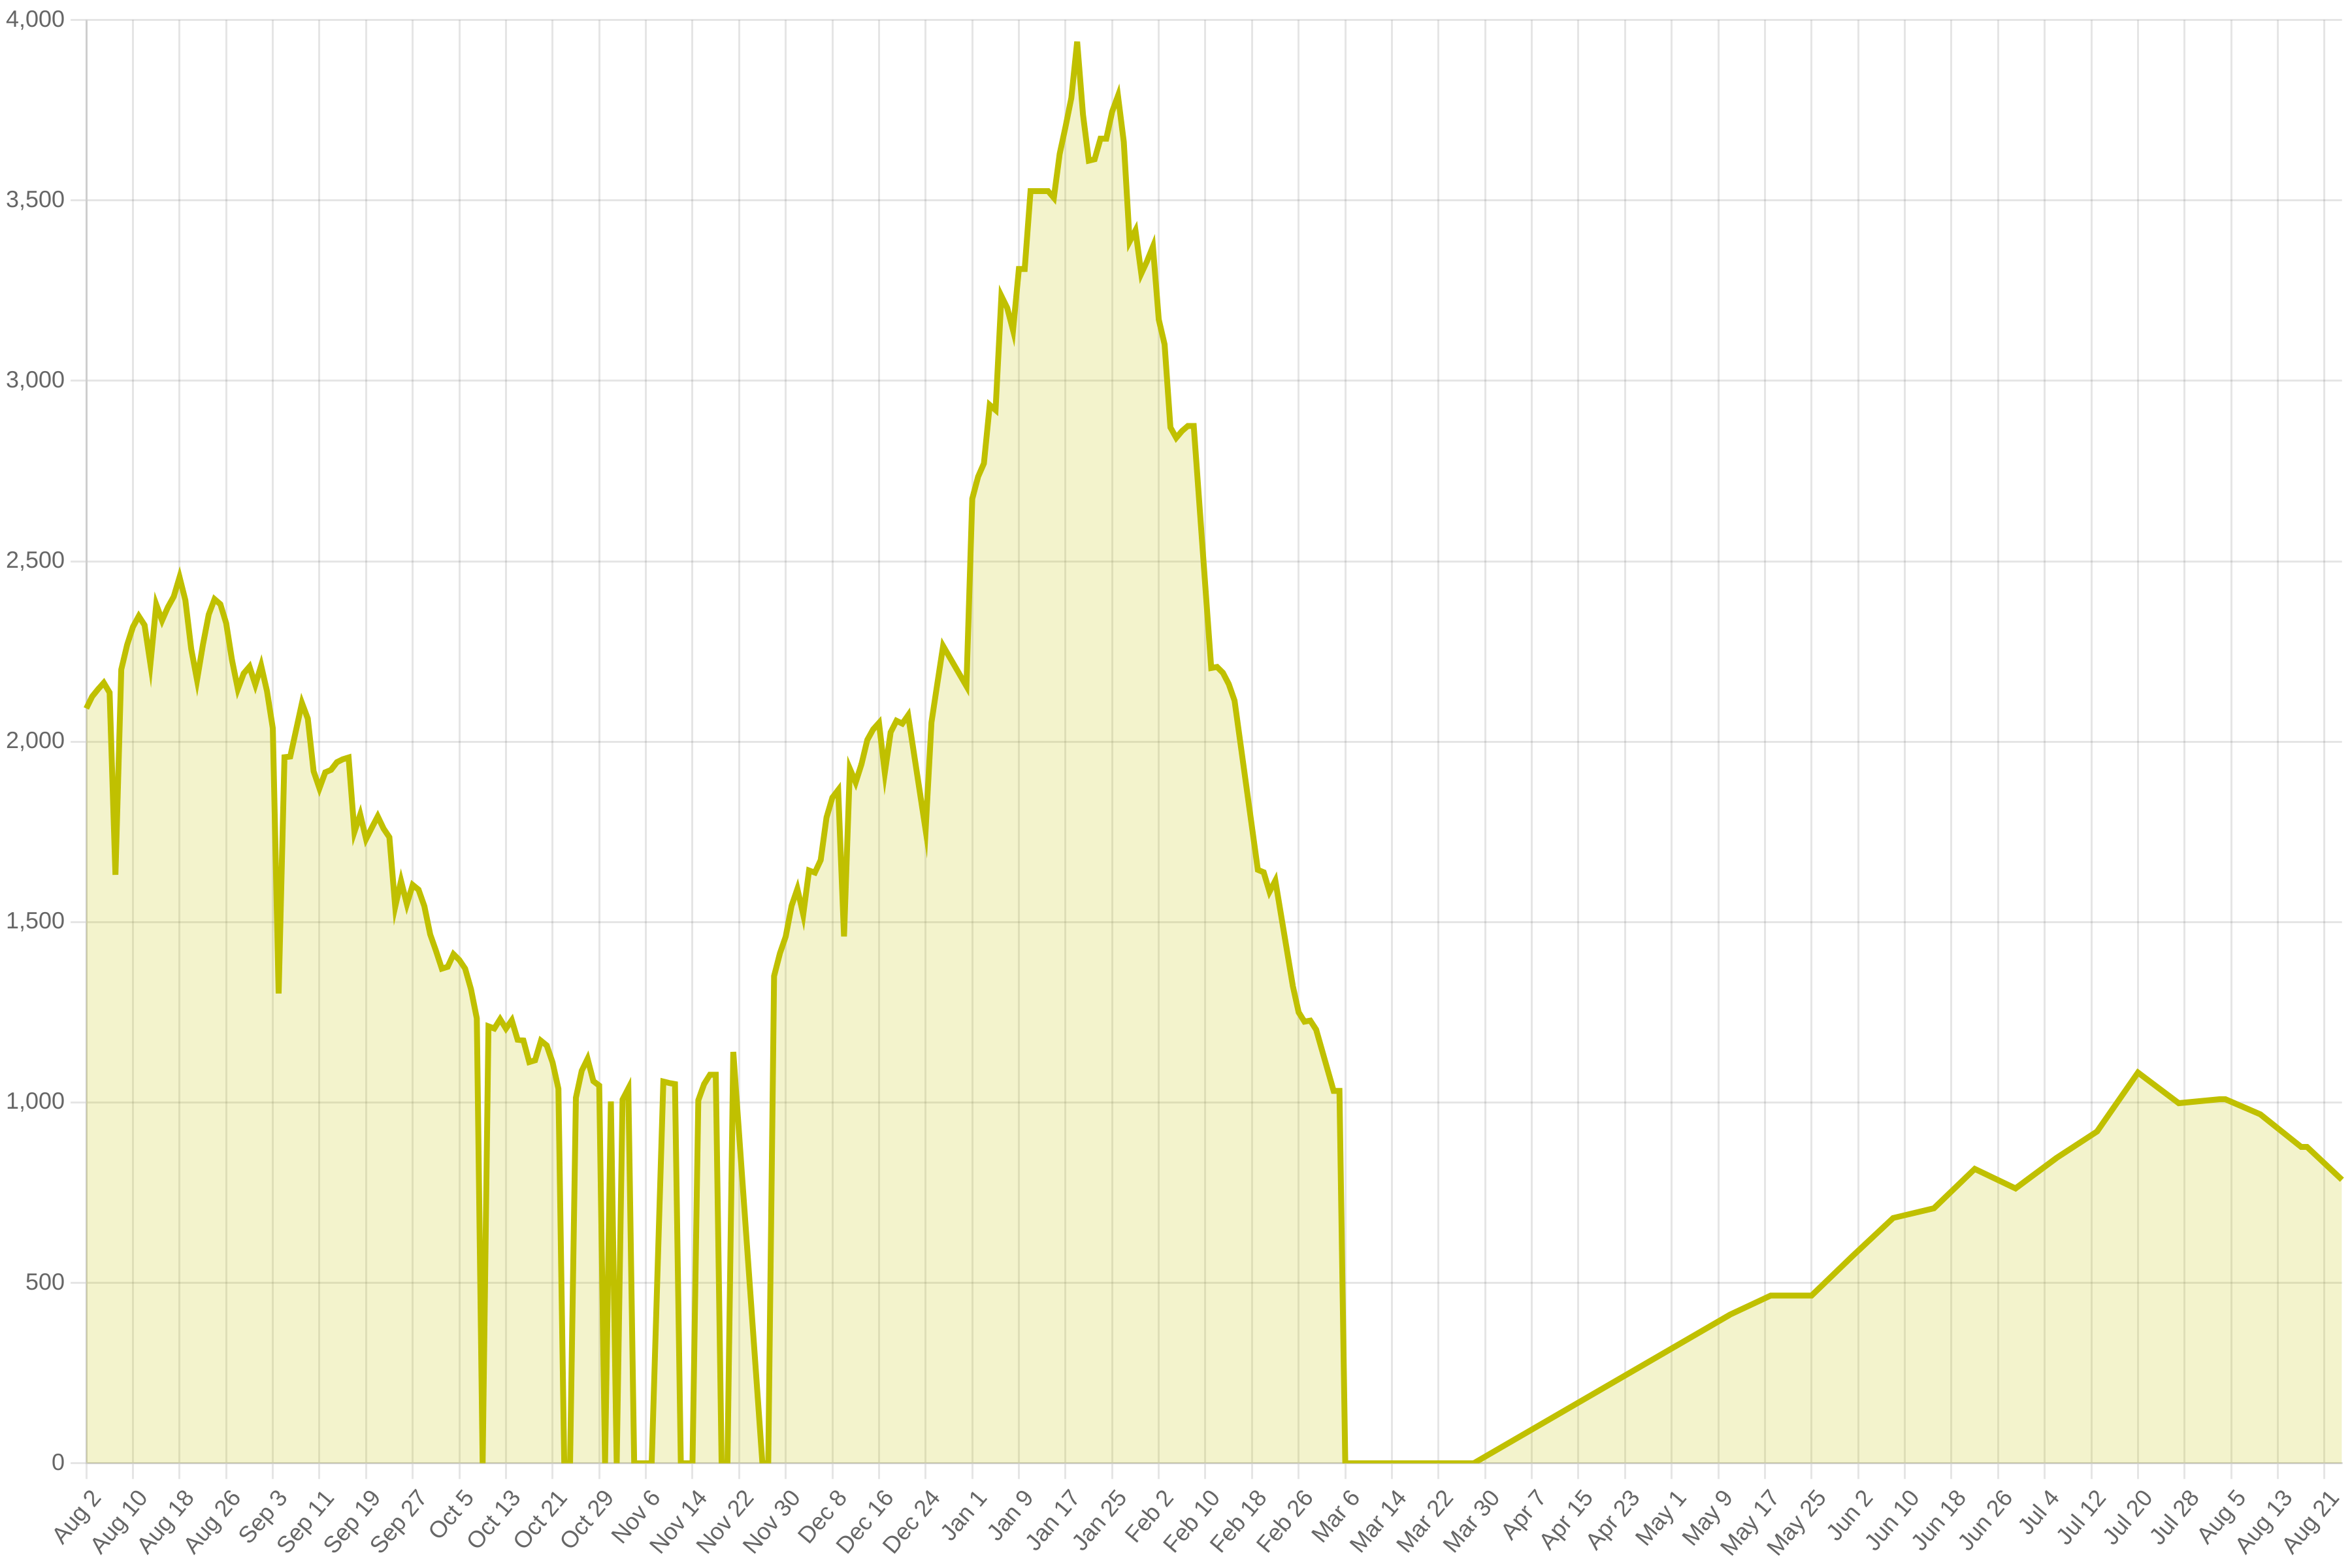 4,000
3,500
3,000
2,500
2,000
1,500
1,000
500
0
Aug 2
Aug 10
Aug 18
Aug 26
Sep 3
Sep 11
Sep 19
Sep 27
Oct 5
Oct 13
Oct 21
Oct 29
Nov 6
Nov 14
Nov 22
Nov 30
Dec 8
Dec 16
Dec 24
Jan 1
Jan 9
Jan 17
Jan 25
Feb 2
Feb 10
Feb 18
Feb 26
Mar 6
Mar 14
Mar 22
Mar 30
Apr 7
Apr 15
Apr 23
May 1
May 9
May 17
May 25
Jun 2
Jun 10
Jun 18
Jun 26
Jul 4
Jul 12
Jul 20
Jul 28
Aug 5
Aug 13
Aug 21